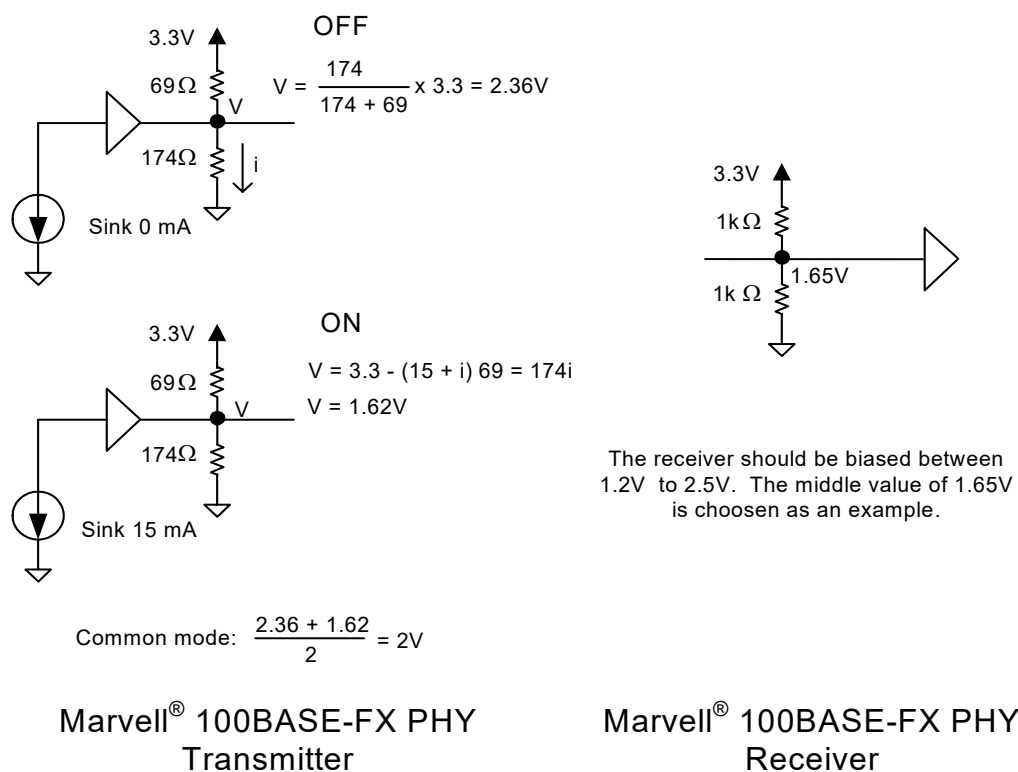 OFF
3.3V
69Ω
V = 174 / 174 + 69 x 3.3 = 2.36V
V
174Ω
i
Sink 0 mA
ON
3.3V
V = 3.3 - (15 + i) 69 = 174i
69Ω
V = 1.62V
V
174Ω
Sink 15 mA
Common mode: 2.36 + 1.62 / 2 = 2V
Marvell® 100BASE-FX PHY
Transmitter
3.3V
1kΩ
1.65V
1k Ω
The receiver should be biased between
1.2V to 2.5V. The middle value of 1.65V
is choosen as an example.
Marvell® 100BASE-FX PHY
Receiver